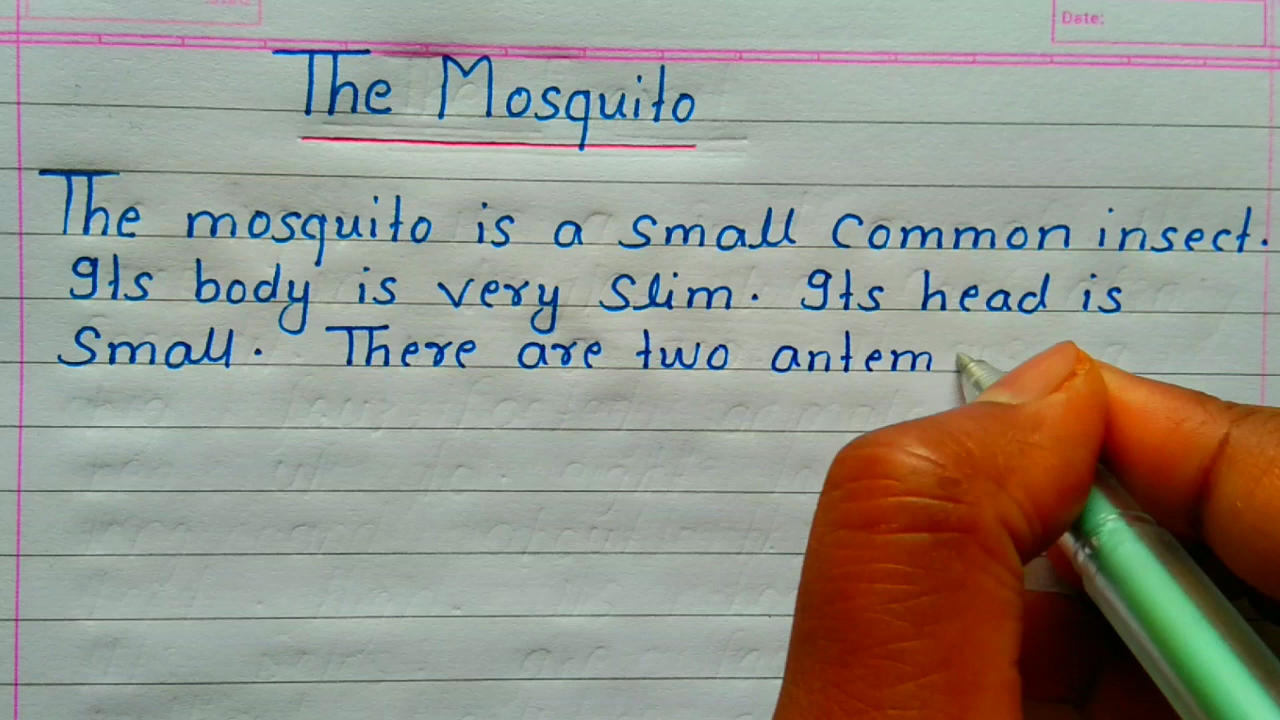 Date:
The Mosquito
The mosquito is a small common insect.
Its body is very slim. Its head is
Small. There are two antem